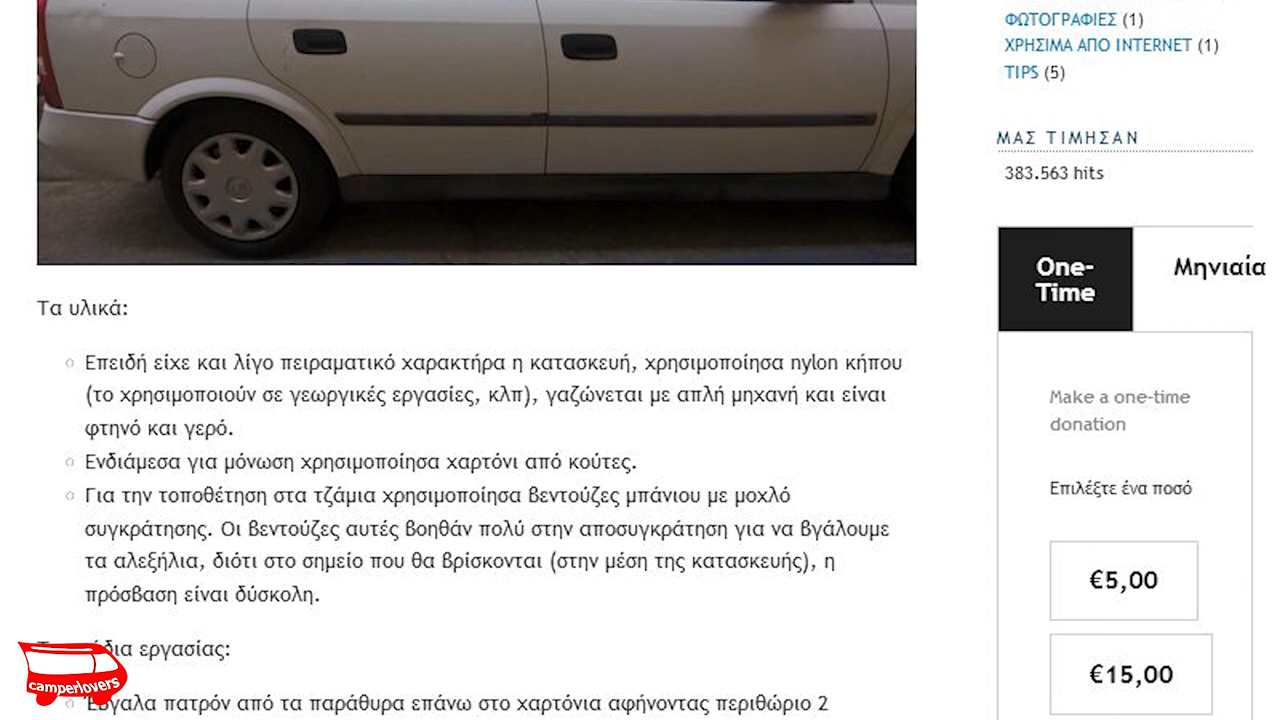 ΦΩΤΟΓΡΑΦΙΕΣ (1)
ΧΡΗΣΙΜΑ ΑΠΟ INTERNET (1)
TIPS (5)
ΜΑΣ ΤΙΜΗΣΑΝ
383.563 hits
One-
Time
Μηνιαία
Make a one-time
donation
Επιλέξτε ένα ποσό
€5,00
€15,00
Τα υλικά:
Επειδή είχε και λίγο πειραματικό χαρακτήρα η κατασκευή, χρησιμοποίησα nylon κήπου
(το χρησιμοποιούν σε γεωργικές εργασίες, κλπ), γαζώνεται με απλή μηχανή και είναι
φτηνό και γερό.
Ενδιάμεσα για μόνωση χρησιμοποίησα χαρτόνι από κούτες.
Για την τοποθέτηση στα τζάμια χρησιμοποίησα βεντούζες μπάνιου με μοχλό
συγκράτησης. Οι βεντούζες αυτές βοηθάν πολύ στην αποσυγκράτηση για να βγάλουμε
τα αλεξήλια, διότι στο σημείο που θα βρίσκονται (στην μέση της κατασκευής), η
πρόσβαση είναι δύσκολη.
εργασίας:
Έβγαλα πατρόν από τα παράθυρα επάνω στο χαρτόνια αφήνοντας περιθώριο 2
camperlovers